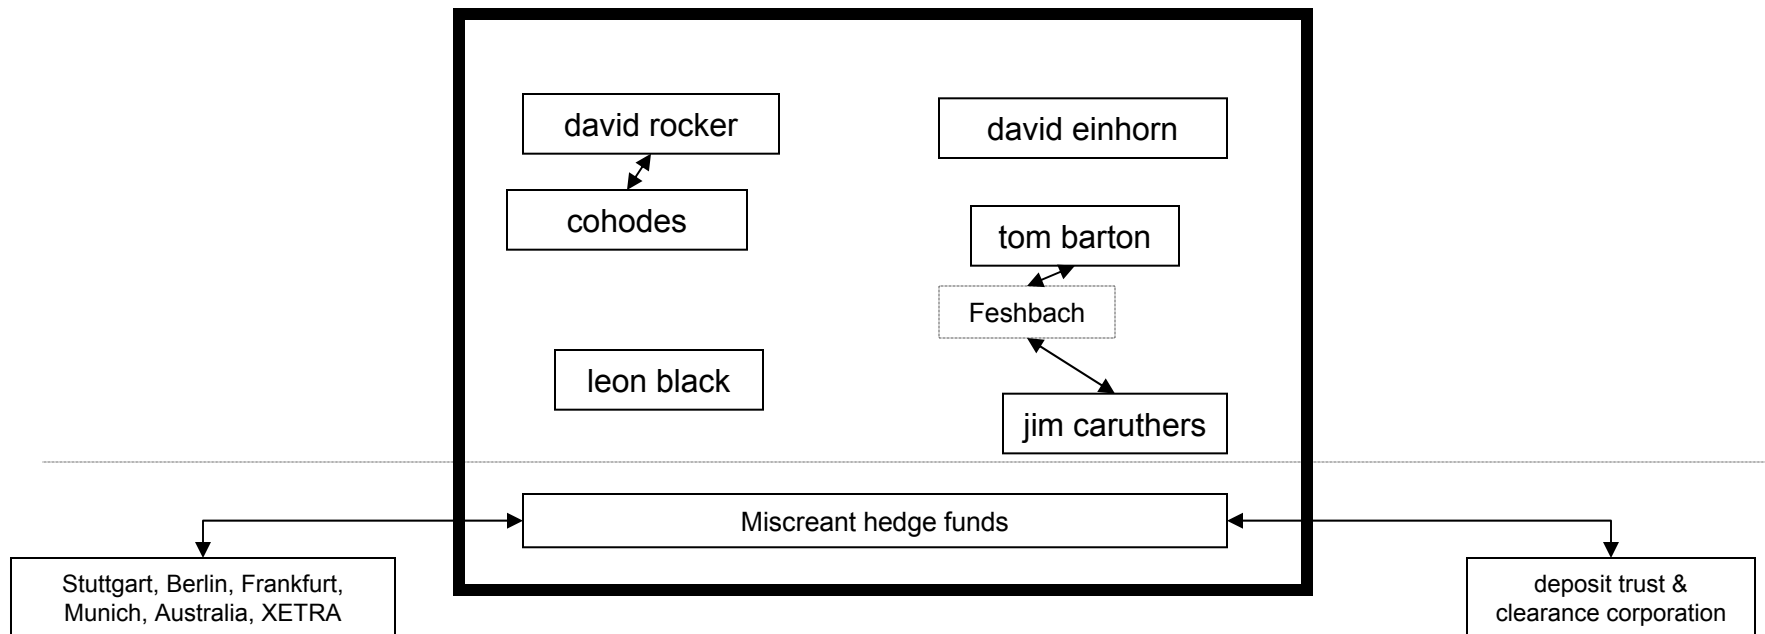 david rocker
david einhorn
cohodes
tom barton
Feshbach
leon black
jim caruthers
Miscreant hedge funds
Stuttgart, Berlin, Frankfurt,
Munich, Australia, XETRA
deposit trust &
clearance corporation